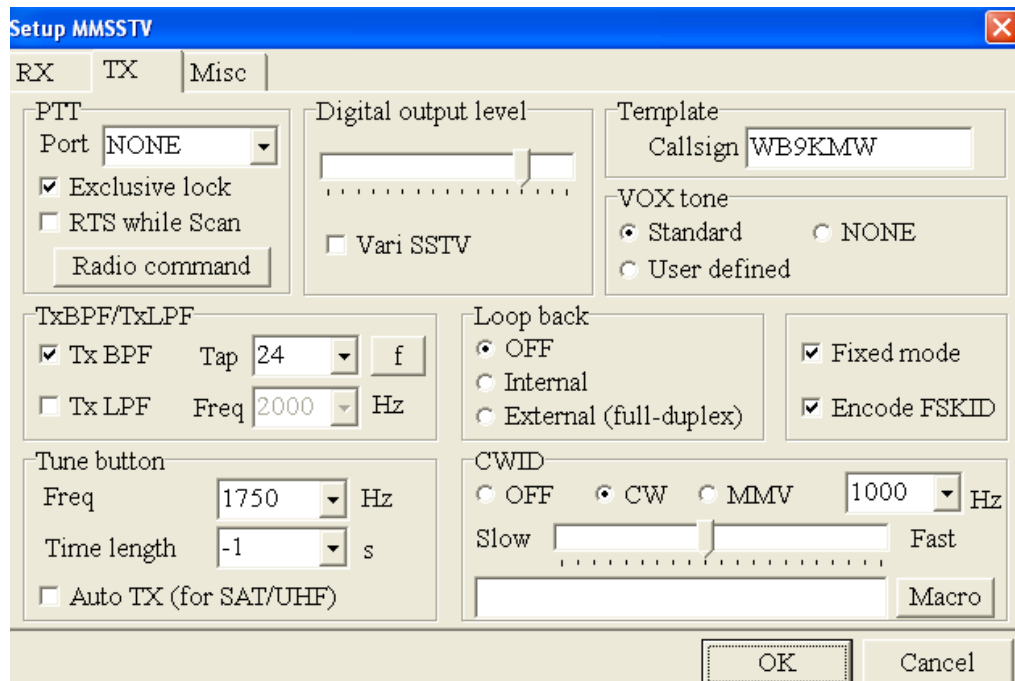 Setup MMSSTV
RX TX Misc
PTT
Port NONE
Exclusive lock
RTS while Scan
Radio command
Digital output level
Vari SSTV
Template
Callsign WB9KMW
VOX tone
Standard NONE
User defined
TxBPF/TxLPF
Tx BPF Tap 24 f
Tx LPF Freq 2000 Hz
Loop back
OFF
Internal
External (full-duplex)
Fixed mode
Encode FSKID
Tune button
Freq 1750 Hz
Time length -1 s
Auto TX (for SAT/UHF)
CWID
OFF CW MMV 1000 Hz
Slow Fast
Macro
OK Cancel